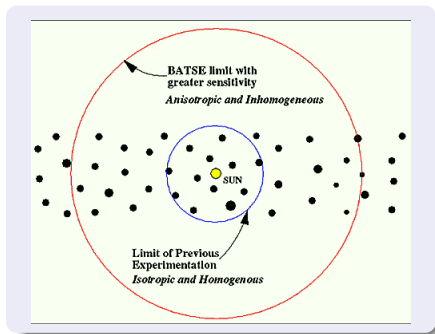 BATSE limit with
greater sensitivity
Anisotropic and Inhomogeneous
SUN
Limit of Previous
Experimentation
Isotropic and Homogenous